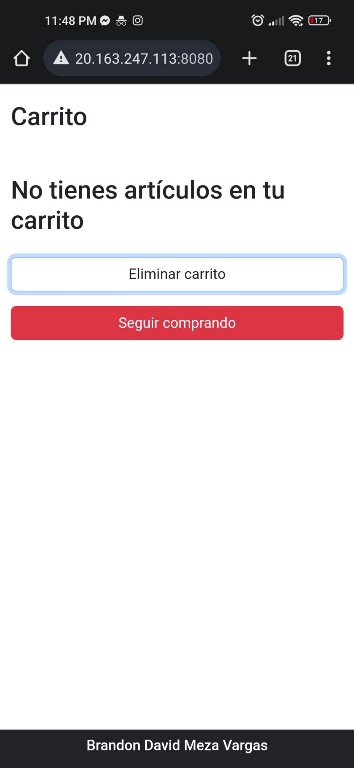 11:48 PM
17
20.163.247.113:8080
21
Carrito
No tienes artículos en tu
carrito
Eliminar carrito
Seguir comprando
Brandon David Meza Vargas